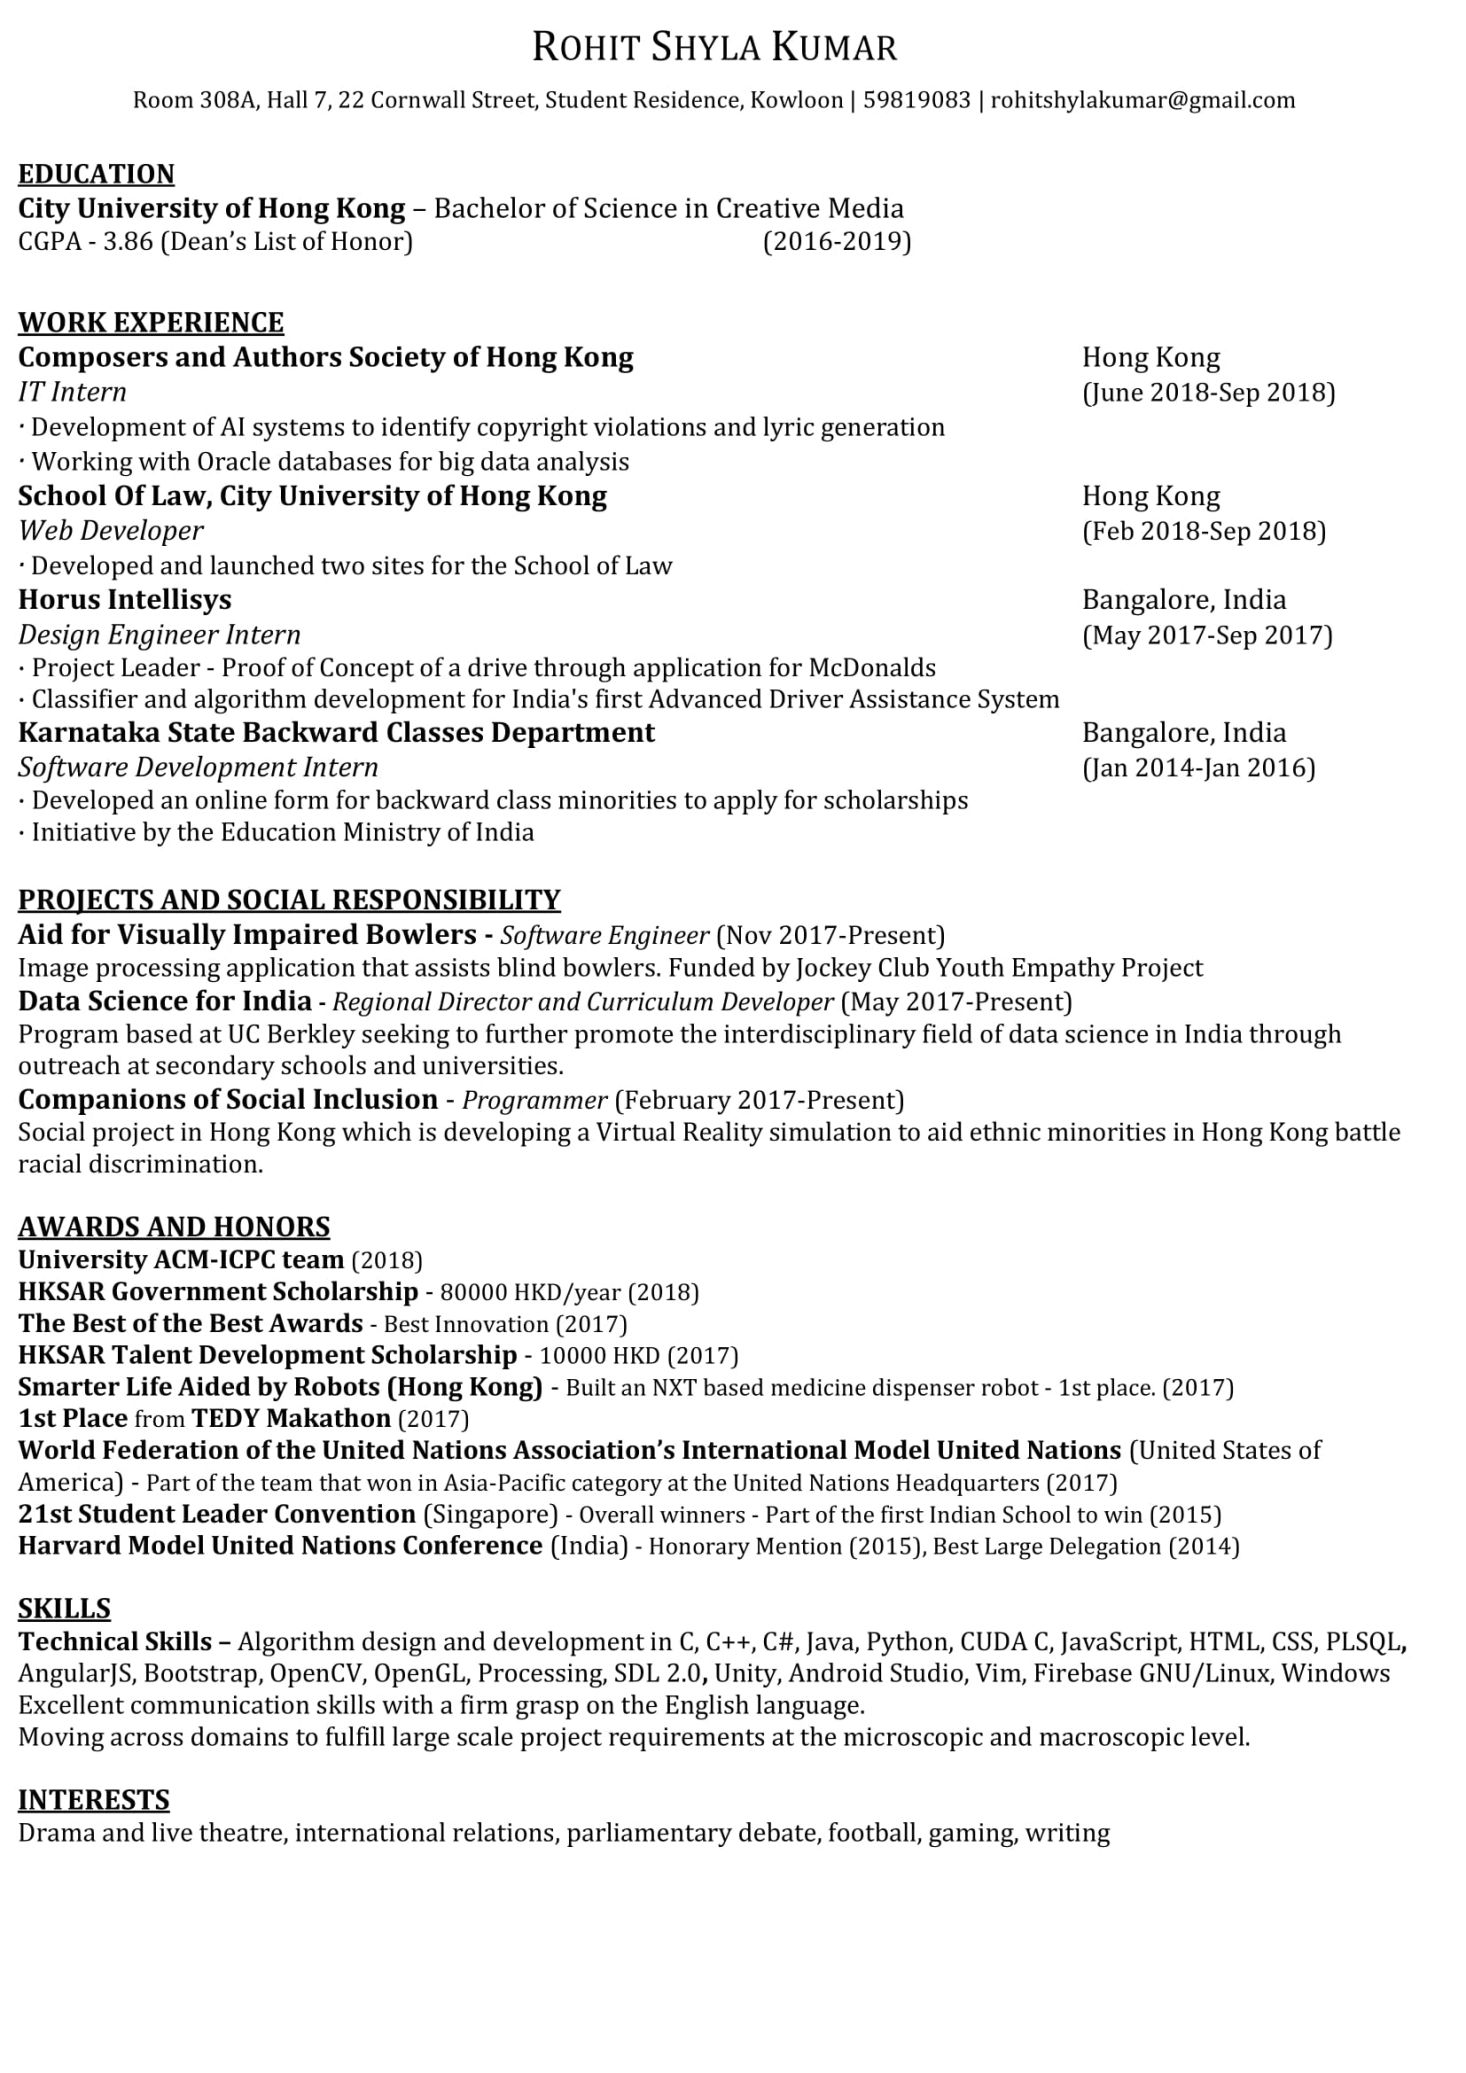 ROHIT SHYLA KUMAR
Room 308A, Hall 7, 22 Cornwall Street, Student Residence, Kowloon | 59819083 | rohitshylakumar@gmail.com
EDUCATION
City University of Hong Kong – Bachelor of Science in Creative Media
CGPA - 3.86 (Dean’s List of Honor) (2016-2019)
WORK EXPERIENCE
Composers and Authors Society of Hong Kong Hong Kong
IT Intern (June 2018-Sep 2018)
· Development of AI systems to identify copyright violations and lyric generation
· Working with Oracle databases for big data analysis
School Of Law, City University of Hong Kong Hong Kong
Web Developer (Feb 2018-Sep 2018)
· Developed and launched two sites for the School of Law
Horus Intellisys Bangalore, India
Design Engineer Intern (May 2017-Sep 2017)
· Project Leader - Proof of Concept of a drive through application for McDonalds
· Classifier and algorithm development for India's first Advanced Driver Assistance System
Karnataka State Backward Classes Department Bangalore, India
Software Development Intern (Jan 2014-Jan 2016)
· Developed an online form for backward class minorities to apply for scholarships
· Initiative by the Education Ministry of India
PROJECTS AND SOCIAL RESPONSIBILITY
Aid for Visually Impaired Bowlers - Software Engineer (Nov 2017-Present)
Image processing application that assists blind bowlers. Funded by Jockey Club Youth Empathy Project
Data Science for India - Regional Director and Curriculum Developer (May 2017-Present)
Program based at UC Berkley seeking to further promote the interdisciplinary field of data science in India through
outreach at secondary schools and universities.
Companions of Social Inclusion - Programmer (February 2017-Present)
Social project in Hong Kong which is developing a Virtual Reality simulation to aid ethnic minorities in Hong Kong battle
racial discrimination.
AWARDS AND HONORS
University ACM-ICPC team (2018)
HKSAR Government Scholarship - 80000 HKD/year (2018)
The Best of the Best Awards - Best Innovation (2017)
HKSAR Talent Development Scholarship - 10000 HKD (2017)
Smarter Life Aided by Robots (Hong Kong) - Built an NXT based medicine dispenser robot - 1st place. (2017)
1st Place from TEDY Makathon (2017)
World Federation of the United Nations Association’s International Model United Nations (United States of
America) - Part of the team that won in Asia-Pacific category at the United Nations Headquarters (2017)
21st Student Leader Convention (Singapore) - Overall winners - Part of the first Indian School to win (2015)
Harvard Model United Nations Conference (India) - Honorary Mention (2015), Best Large Delegation (2014)
SKILLS
Technical Skills – Algorithm design and development in C, C++, C#, Java, Python, CUDA C, JavaScript, HTML, CSS, PLSQL,
AngularJS, Bootstrap, OpenCV, OpenGL, Processing, SDL 2.0, Unity, Android Studio, Vim, Firebase GNU/Linux, Windows
Excellent communication skills with a firm grasp on the English language.
Moving across domains to fulfill large scale project requirements at the microscopic and macroscopic level.
INTERESTS
Drama and live theatre, international relations, parliamentary debate, football, gaming, writing